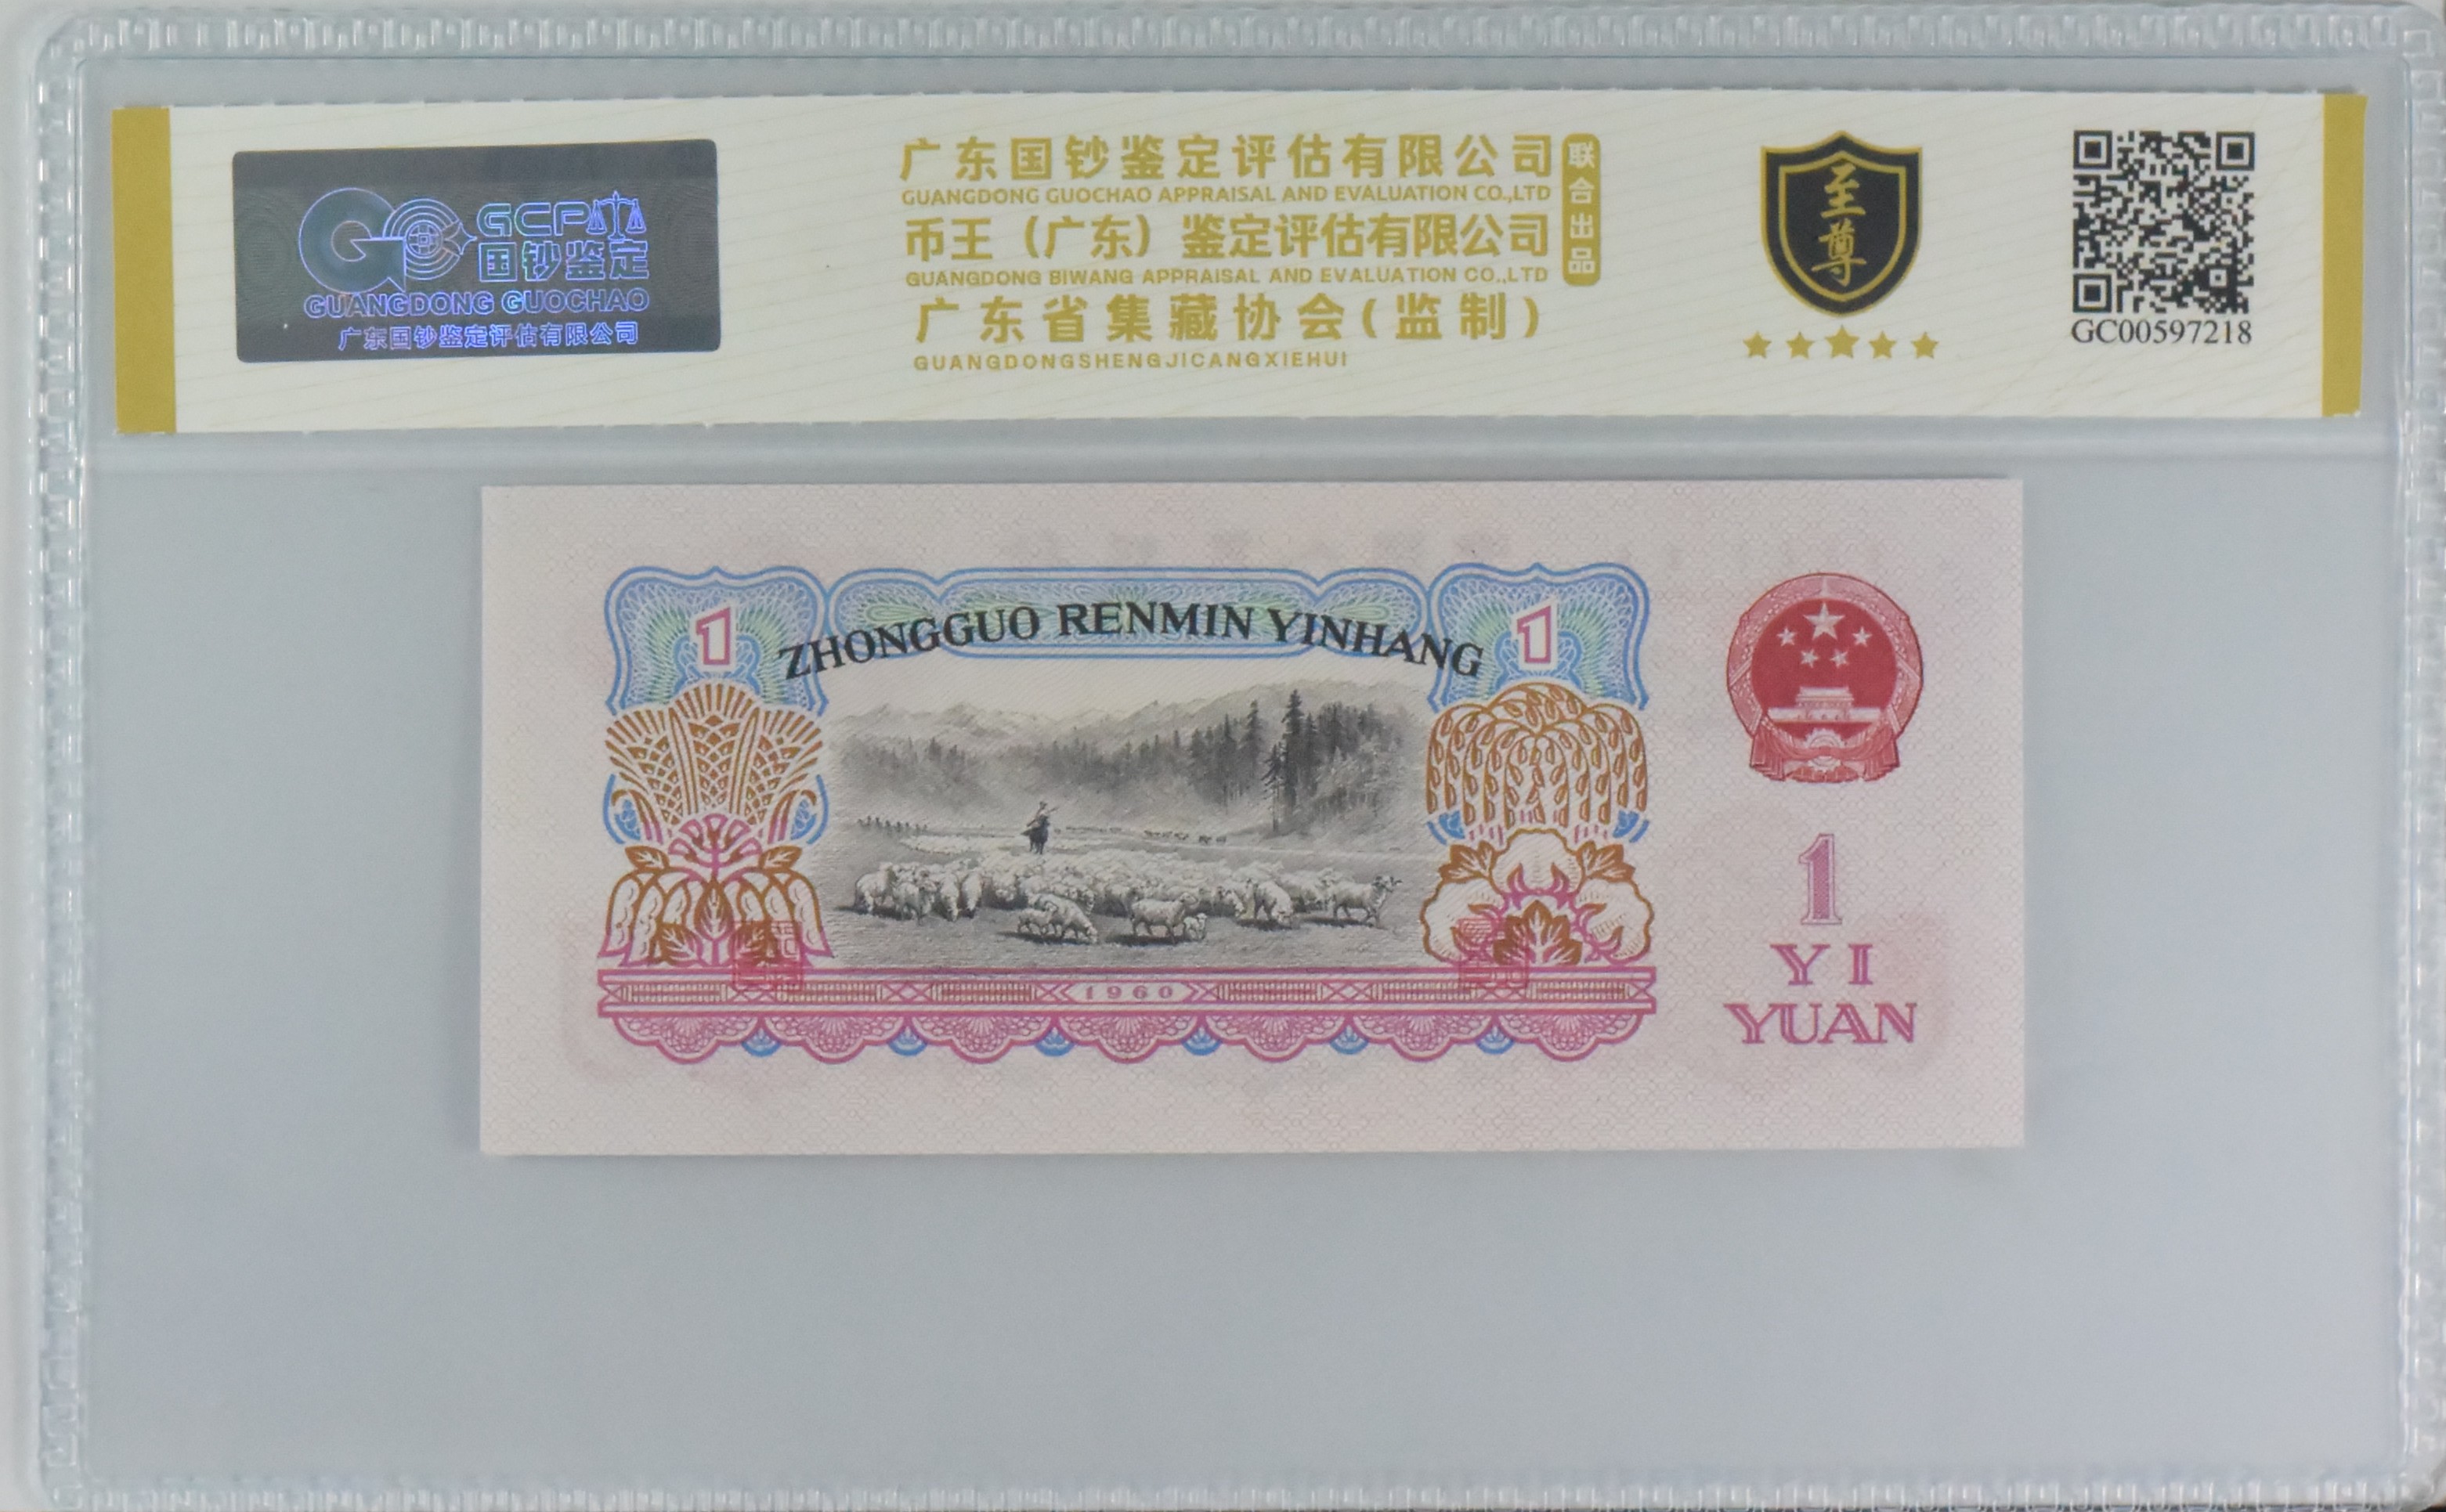 GCP
国钞鉴定
GUANGDONG GUOCHAO
广东国钞鉴定评估有限公司
广东国钞鉴定评估有限公司
GUANGDONG GUOCHAO APPRAISAL AND EVALUATION CO.,LTD
币王（广东）鉴定评估有限公司
GUANGDONG BIWANG APPRAISAL AND EVALUATION CO.,LTD
广东省集藏协会(监制)
GUANGDONGSHENGJICANGXIEHUI
联合出品
至尊
GC00597218
1
ZHONGGUO RENMIN YINHANG
1
1960
1
YI
YUAN